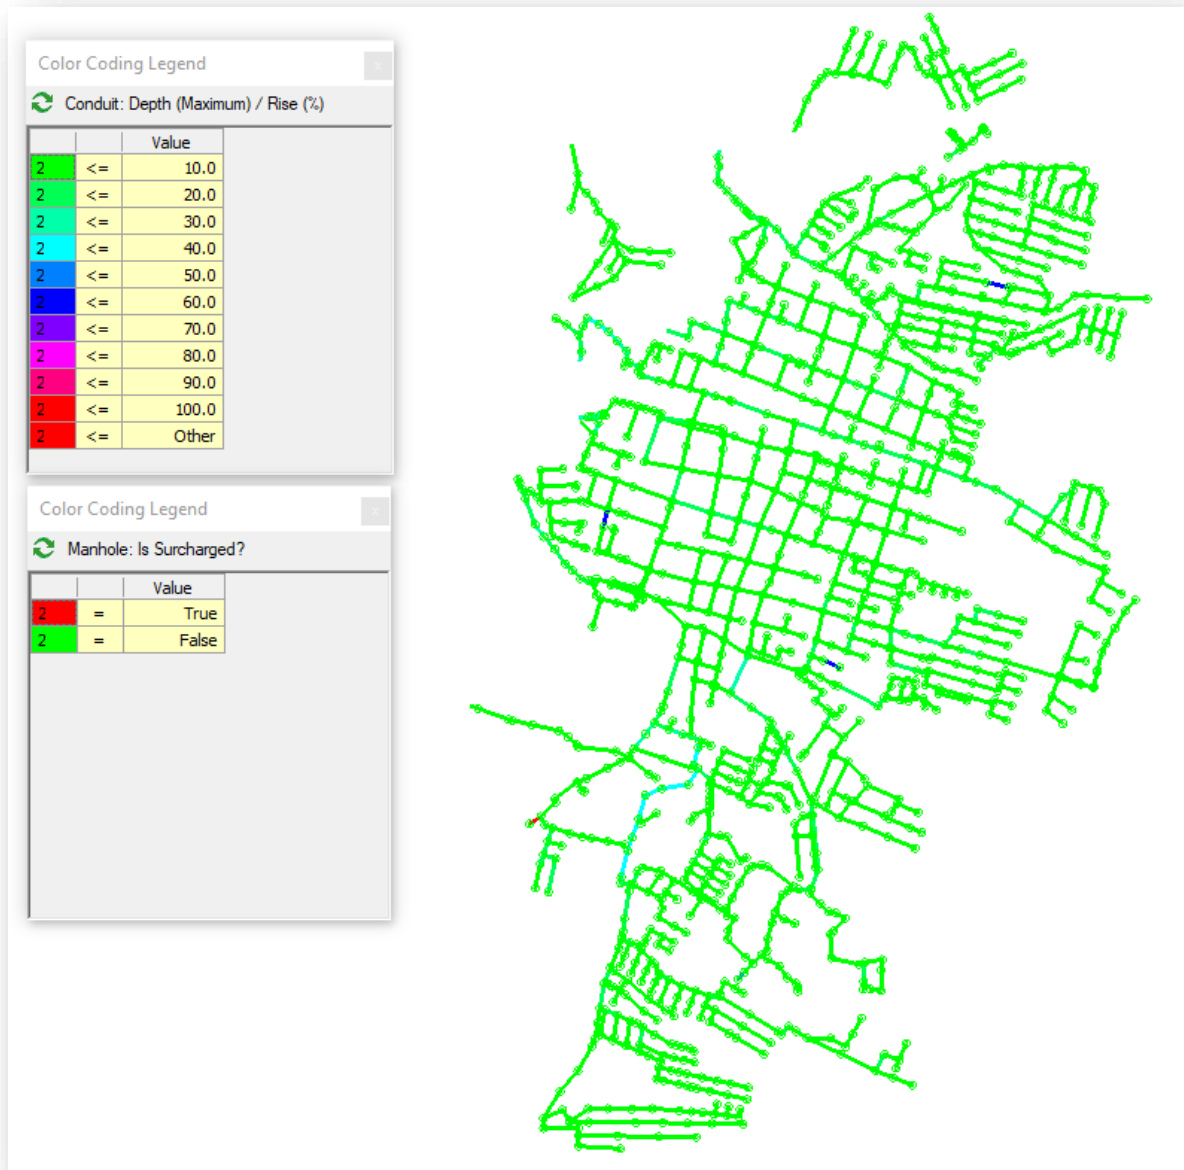 Color Coding Legend x
Conduit: Depth (Maximum) / Rise (%)
Value
2 <= 10.0
2 <= 20.0
2 <= 30.0
2 <= 40.0
2 <= 50.0
2 <= 60.0
2 <= 70.0
2 <= 80.0
2 <= 90.0
2 <= 100.0
2 <= Other
Color Coding Legend x
Manhole: Is Surcharged?
Value
2 = True
2 = False